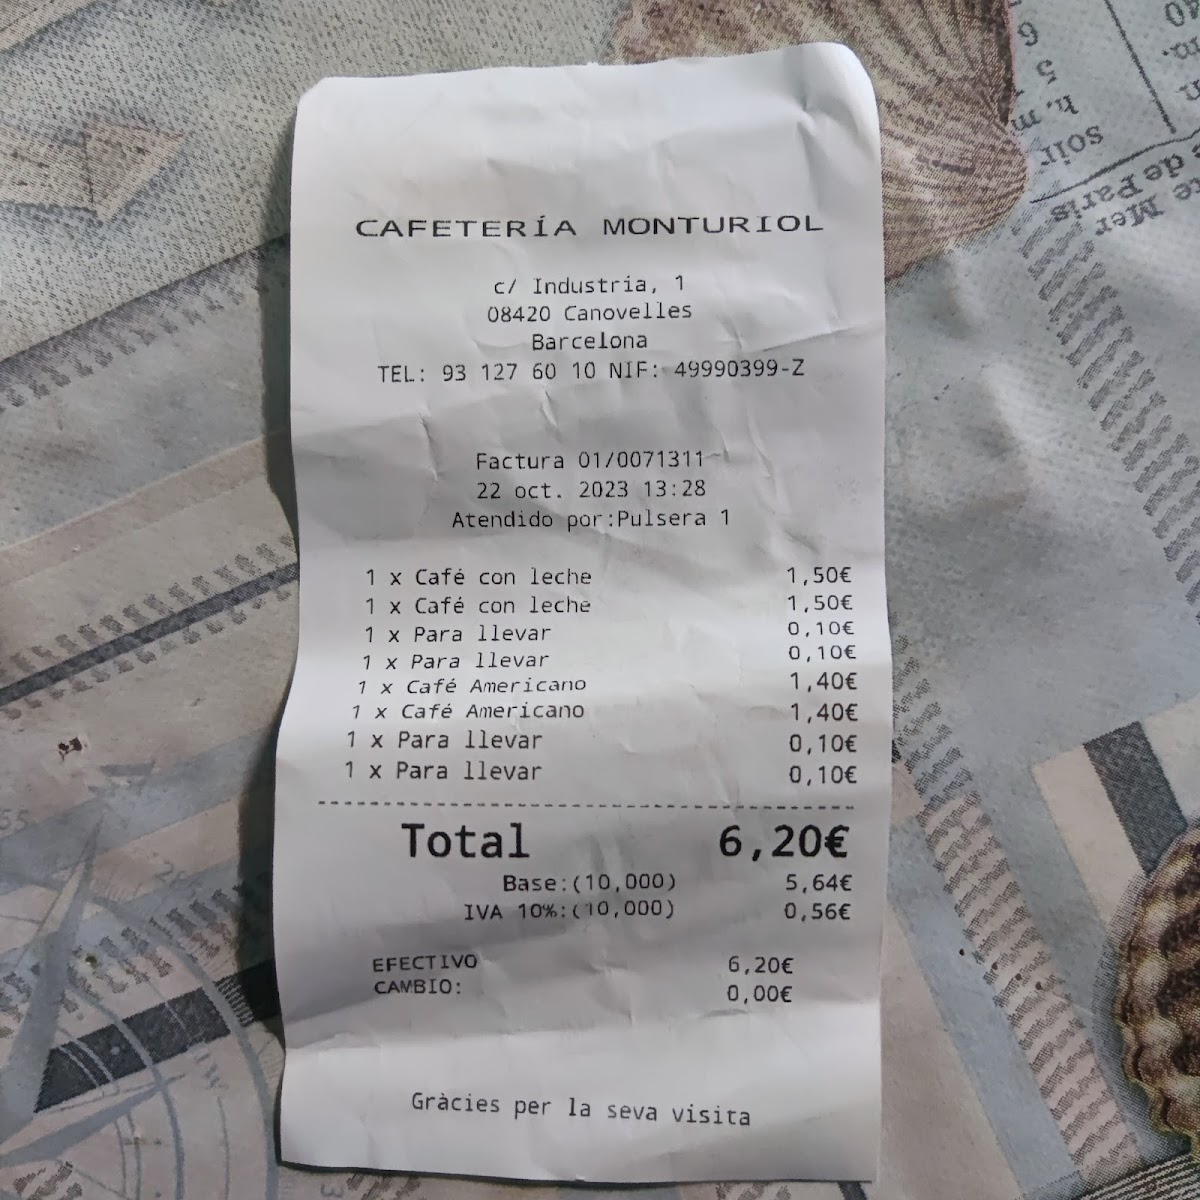 CAFETERÍA MONTURIOL
c/ Industria, 1
08420 Canovelles
Barcelona
TEL: 93 127 60 10 NIF: 49990399-Z
Factura 01/0071311
22 oct. 2023 13:28
Atendido por:Pulsera 1
1 x Café con leche 1,50€
1 x Café con leche 1,50€
1 x Para llevar 0,10€
1 x Para llevar 0,10€
1 x Café Americano 1,40€
1 x Café Americano 1,40€
1 x Para llevar 0,10€
1 x Para llevar 0,10€
Total 6,20€
Base:(10,000) 5,64€
IVA 10%:(10,000) 0,56€
EFECTIVO 6,20€
CAMBIO: 0,00€
Gràcies per la seva visita
soir
h. m
de Paris
Mer